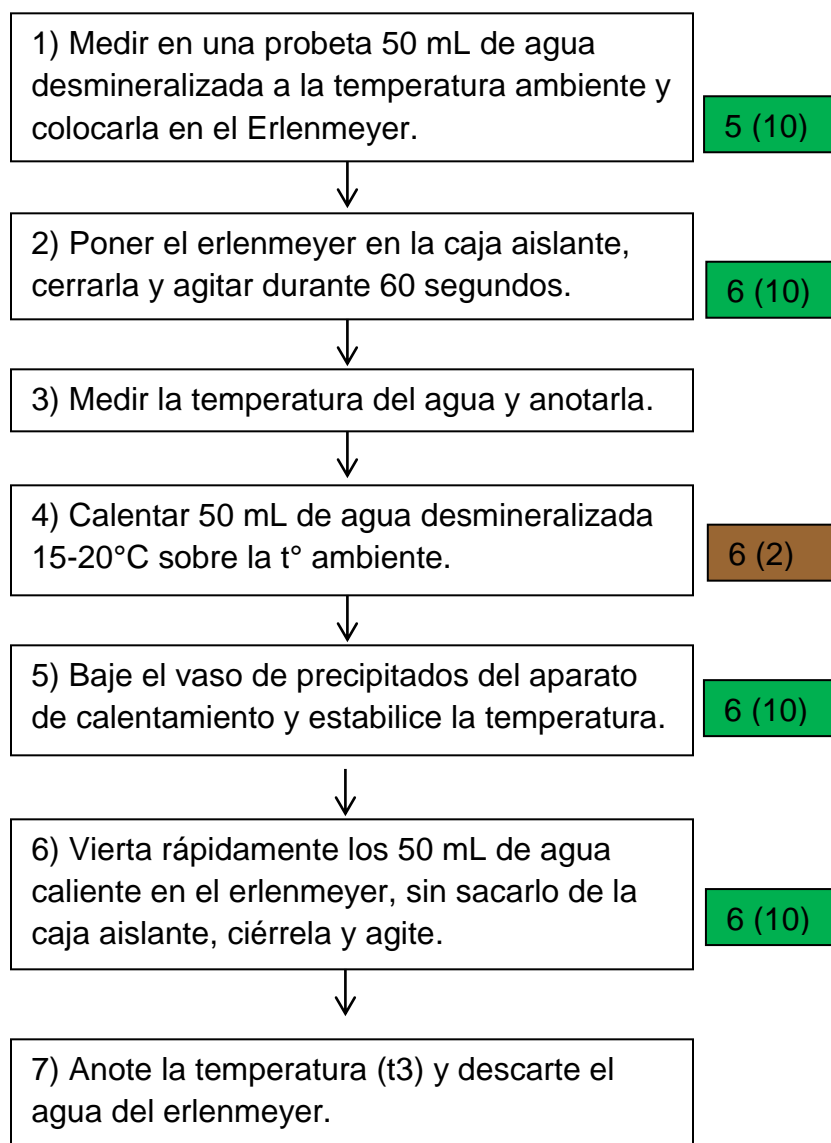 1) Medir en una probeta 50 mL de agua
desmineralizada a la temperatura ambiente y
colocarla en el Erlenmeyer.
5 (10)
2) Poner el erlenmeyer en la caja aislante,
cerrarla y agitar durante 60 segundos.
6 (10)
3) Medir la temperatura del agua y anotarla.
4) Calentar 50 mL de agua desmineralizada
15-20°C sobre la t° ambiente.
6 (2)
5) Baje el vaso de precipitados del aparato
de calentamiento y estabilice la temperatura.
6 (10)
6) Vierta rápidamente los 50 mL de agua
caliente en el erlenmeyer, sin sacarlo de la
caja aislante, ciérrela y agite.
6 (10)
7) Anote la temperatura (t3) y descarte el
agua del erlenmeyer.